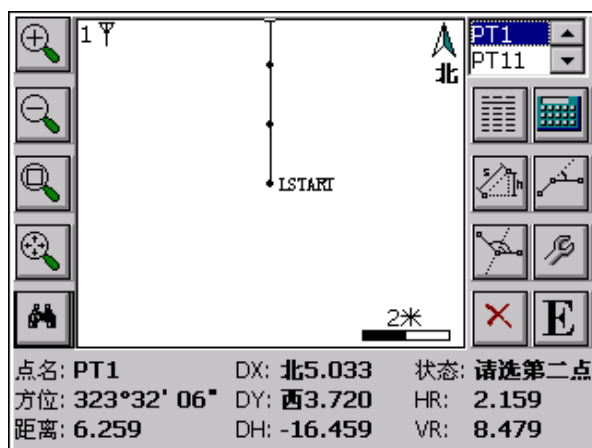 1
北
LSTART
2米
PT1
PT11
E
点名: PT1 DX: 北5.033 状态: 请选第二点
方位: 323°32' 06" DY: 西3.720 HR: 2.159
距离: 6.259 DH: -16.459 VR: 8.479